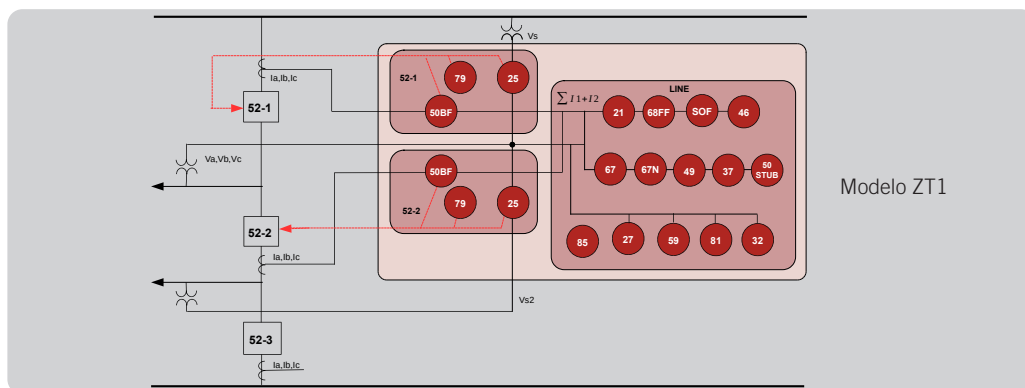 Vs
Ia,Ib,Ic
52-1
79
25
50BF
52-1
∑ I1+I2
LINE
21
68FF
SOF
46
Va,Vb,Vc
50BF
79
25
52-2
67
67N
49
37
50
STUB
Modelo ZT1
52-2
85
27
59
81
32
Ia,Ib,Ic
Vs2
52-3
Ia,Ib,Ic